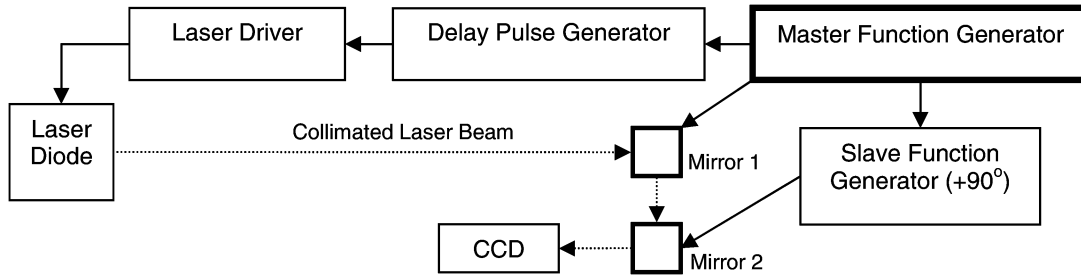 Laser Driver
Delay Pulse Generator
Master Function Generator
Laser
Diode
Collimated Laser Beam
Mirror 1
Slave Function
Generator (+90°)
CCD
Mirror 2